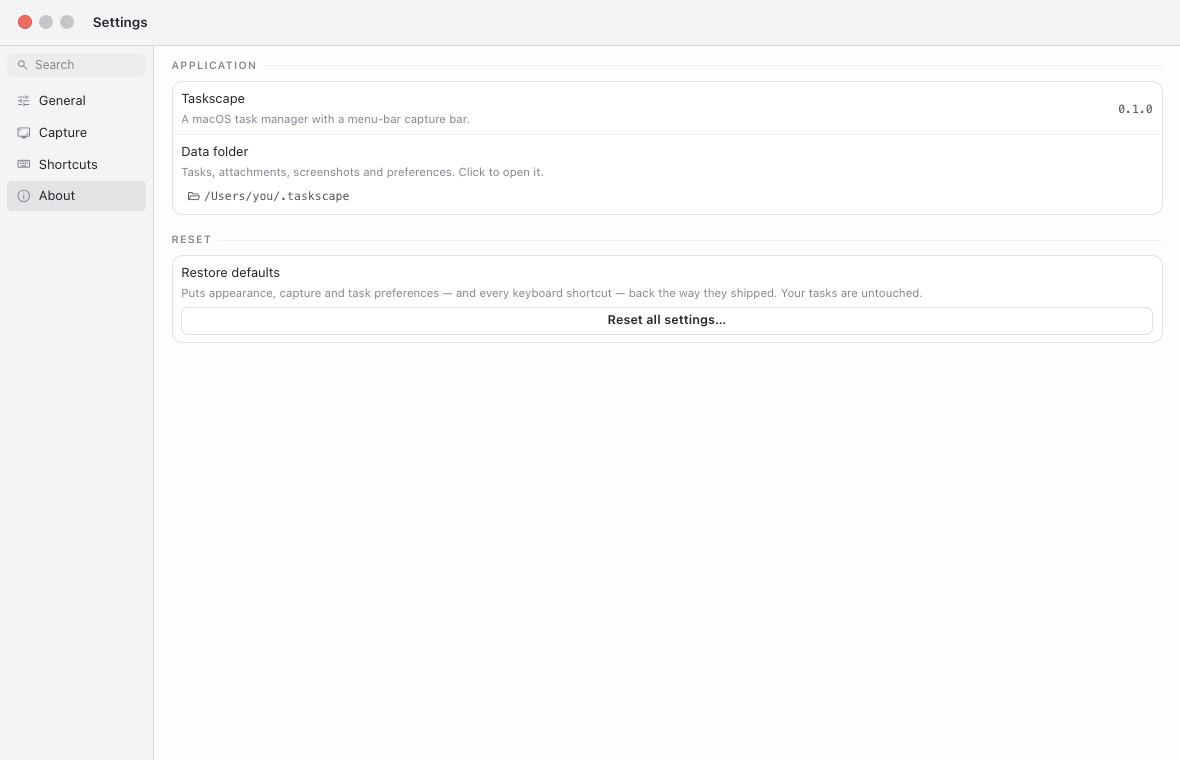 Settings
Search
General
Capture
Shortcuts
About
APPLICATION
Taskscape
A macOS task manager with a menu-bar capture bar.
0.1.0
Data folder
Tasks, attachments, screenshots and preferences. Click to open it.
/Users/you/.taskscape
RESET
Restore defaults
Puts appearance, capture and task preferences — and every keyboard shortcut — back the way they shipped. Your tasks are untouched.
Reset all settings...